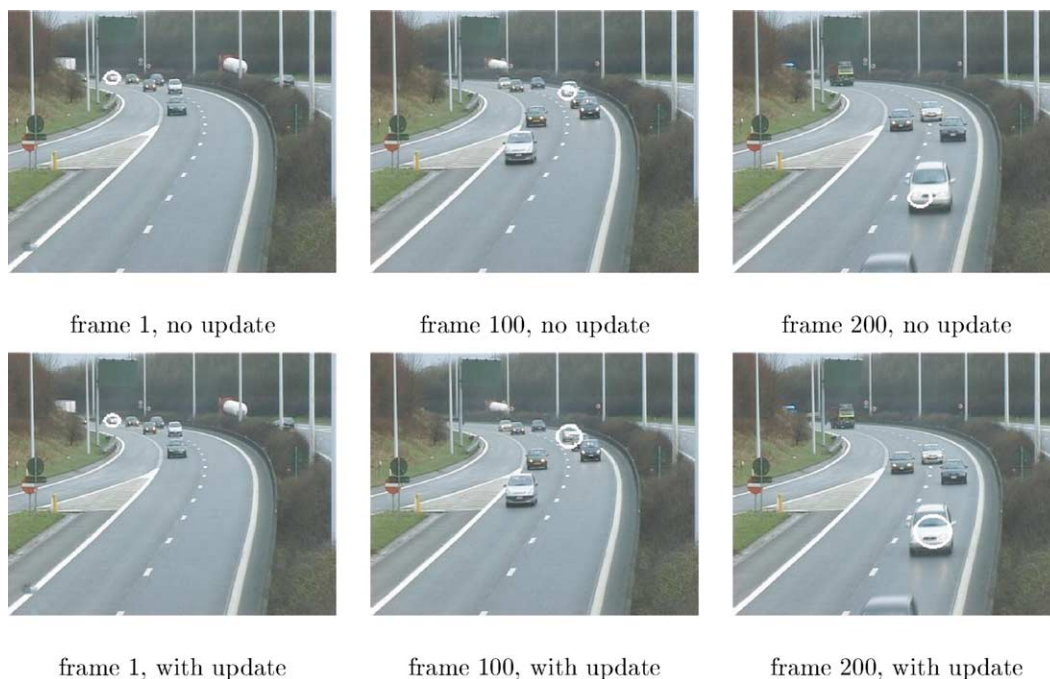 frame 1, no update
frame 100, no update
frame 200, no update
frame 1, with update
frame 100, with update
frame 200, with update